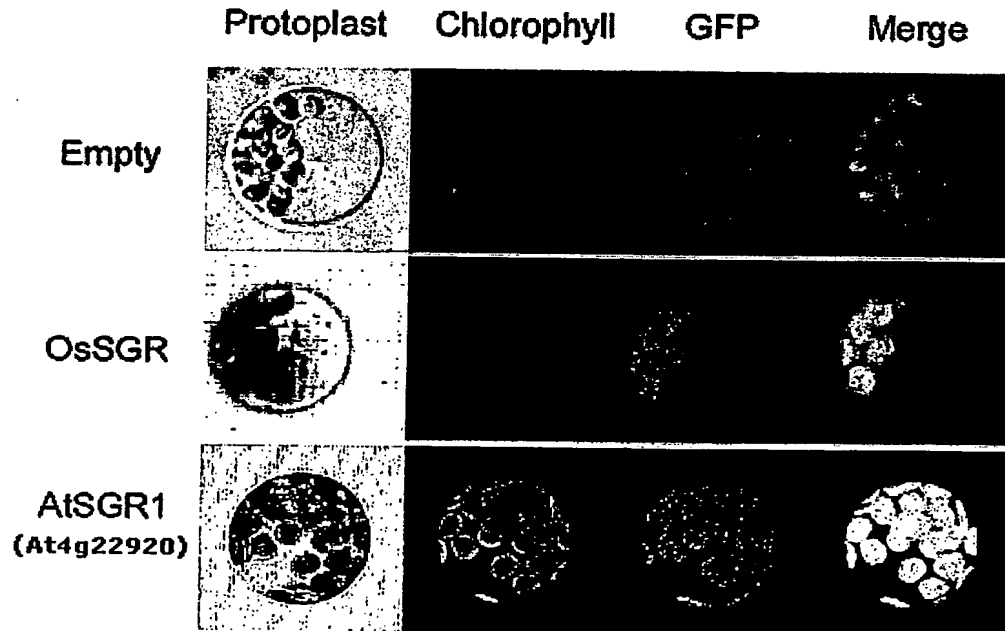 Protoplast Chlorophyll GFP Merge
Empty
OsSGR
AtSGR1
(At4g22920)